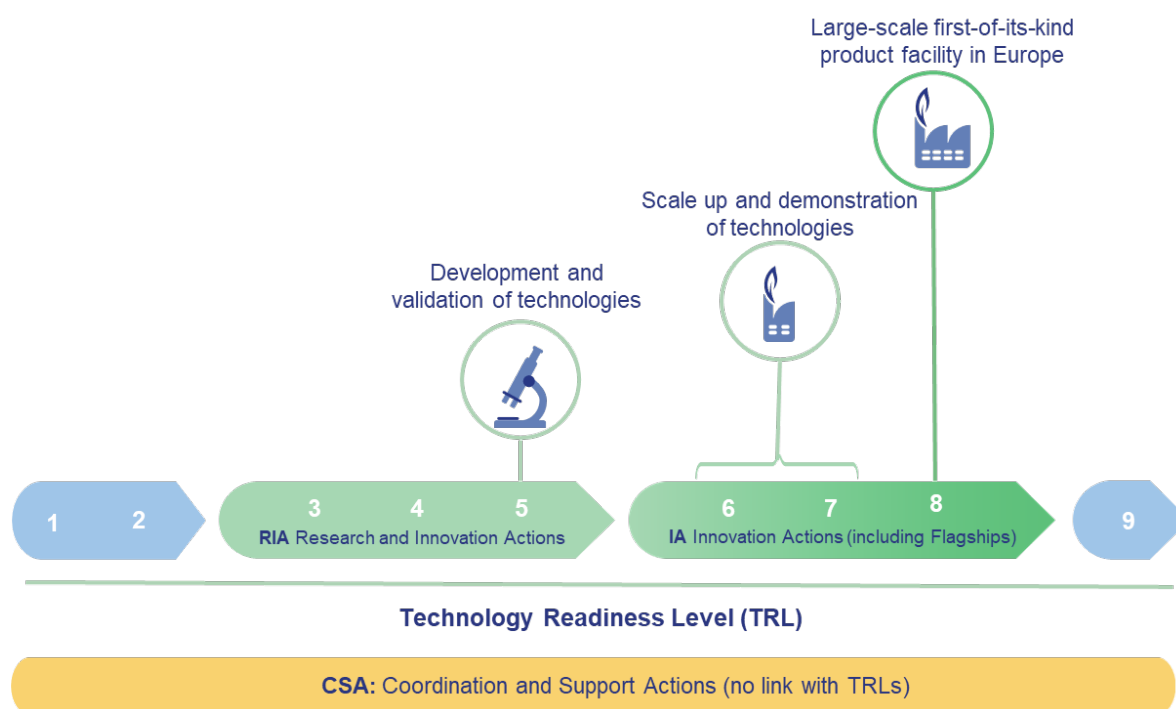 Large-scale first-of-its-kind
product facility in Europe
Scale up and demonstration
of technologies
Development and
validation of technologies
1 2 3 4 5 6 7 8 9
RIA Research and Innovation Actions
IA Innovation Actions (including Flagships)
Technology Readiness Level (TRL)
CSA: Coordination and Support Actions (no link with TRLs)